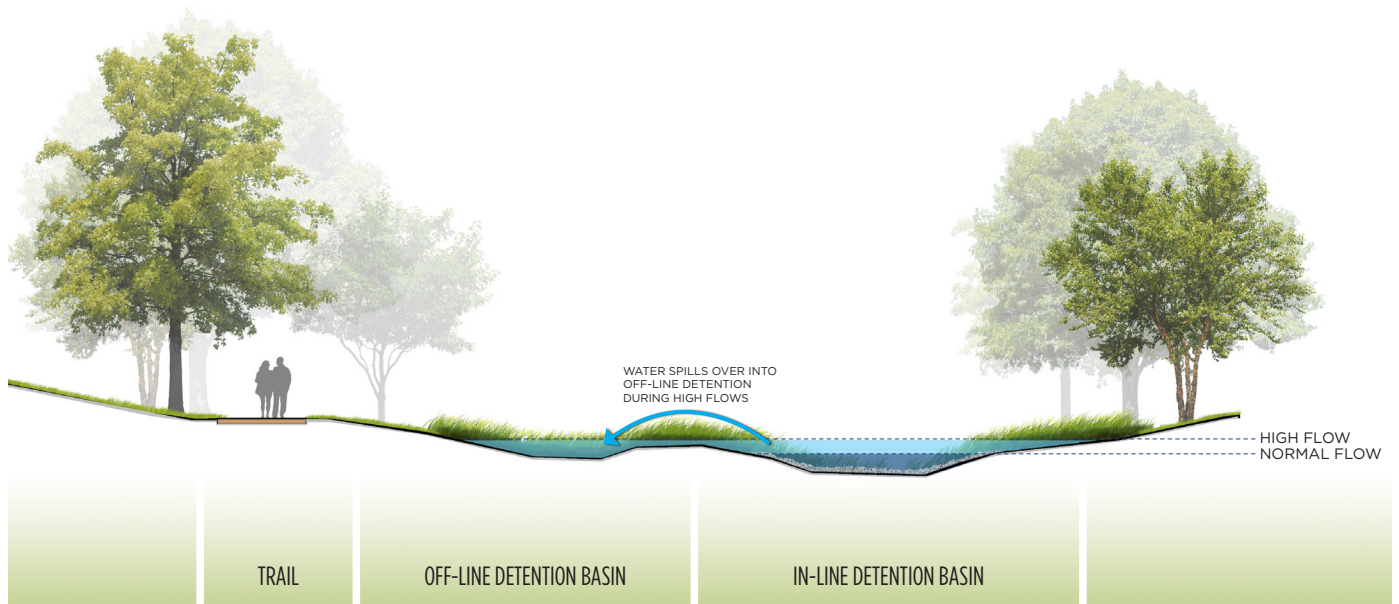 WATER SPILLS OVER INTO
OFF-LINE DETENTION
DURING HIGH FLOWS
HIGH FLOW
NORMAL FLOW
TRAIL
OFF-LINE DETENTION BASIN
IN-LINE DETENTION BASIN